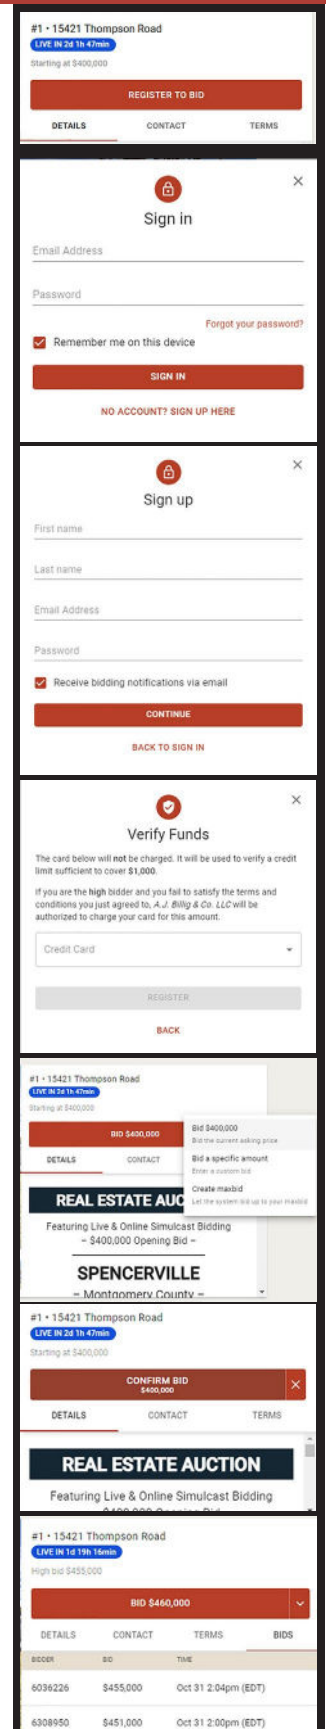 #1 • 15421 Thompson Road
LIVE IN 2d 1h 47min
Starting at $400,000
REGISTER TO BID
DETAILS CONTACT TERMS
Sign in
Email Address
Password
Forgot your password?
Remember me on this device
SIGN IN
NO ACCOUNT? SIGN UP HERE
Sign up
First name
Last name
Email Address
Password
Receive bidding notifications via email
CONTINUE
BACK TO SIGN IN
Verify Funds
The card below will not be charged. It will be used to verify a credit
limit sufficient to cover $1,000.
If you are the high bidder and you fail to satisfy the terms and
conditions you just agreed to, A.J. Billig & Co. LLC will be
authorized to charge your card for this amount.
Credit Card
REGISTER
BACK
#1 • 15421 Thompson Road
LIVE IN 2d 1h 47min
Starting at $400,000
BID $400,000
Bid $400,000
Bid the current asking price
Bid a specific amount
Enter a custom bid
Create maxbid
Let the system bid up to your maxbid
DETAILS CONTACT
REAL ESTATE AUC
Featuring Live & Online Simulcast Bidding
~ $400,000 Opening Bid ~
SPENCERVILLE
~ Montgomery County ~
#1 • 15421 Thompson Road
LIVE IN 2d 1h 47min
Starting at $400,000
CONFIRM BID
$400,000
DETAILS CONTACT TERMS
REAL ESTATE AUCTION
Featuring Live & Online Simulcast Bidding
#1 • 15421 Thompson Road
LIVE IN 1d 19h 16min
High bid $455,000
BID $460,000
DETAILS CONTACT TERMS BIDS
BIDDER BID TIME
6036226 $455,000 Oct 31 2:04pm (EDT)
6308950 $451,000 Oct 31 2:00pm (EDT)